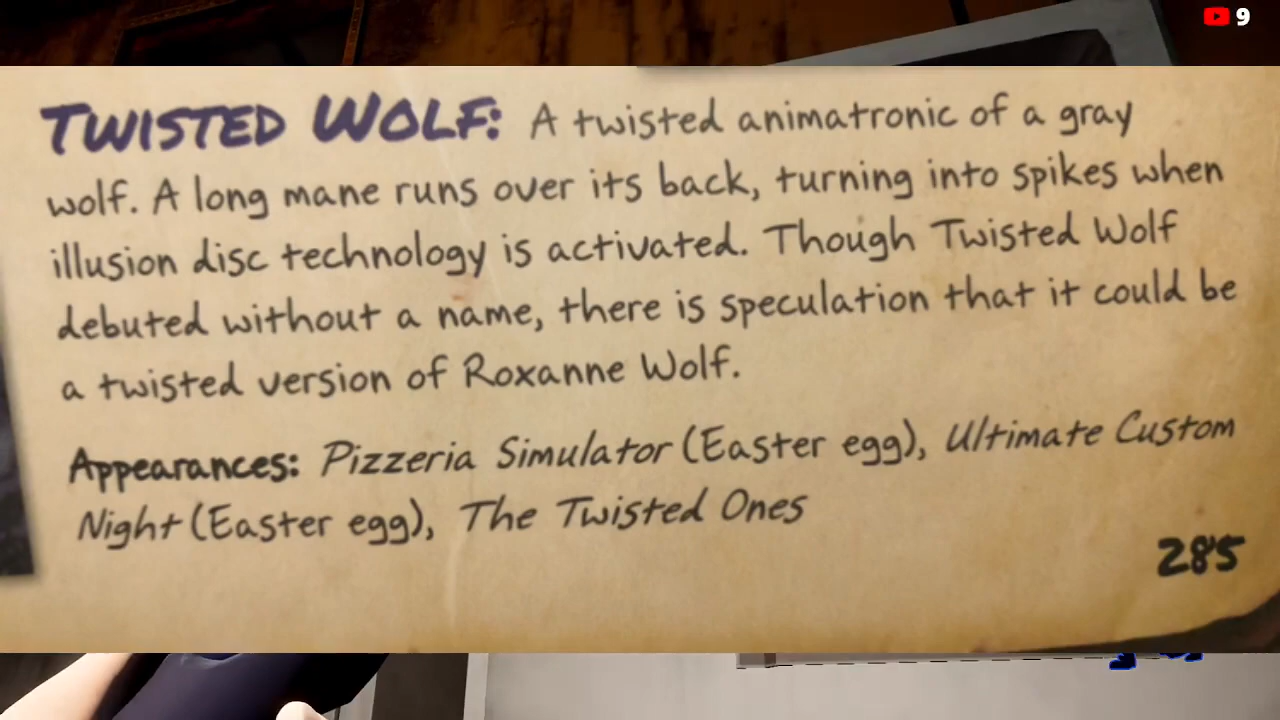 9
TWISTED WOLF: A twisted animatronic of a gray
wolf. A long mane runs over its back, turning into spikes when
illusion disc technology is activated. Though Twisted Wolf
debuted without a name, there is speculation that it could be
a twisted version of Roxanne Wolf.
Appearances: Pizzeria Simulator (Easter egg), Ultimate Custom
Night (Easter egg), The Twisted Ones
285